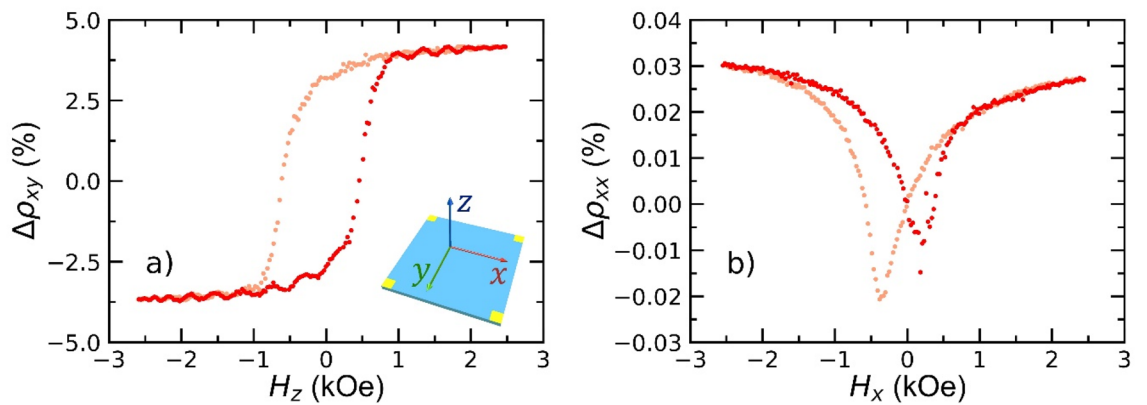 5.0
2.5
0.0
−2.5
−5.0
Δρxy (%)
a)
z
y
x
−3 −2 −1 0 1 2 3
Hz (kOe)
0.04
0.03
0.02
0.01
0.00
−0.01
−0.02
−0.03
Δρxx (%)
b)
−3 −2 −1 0 1 2 3
Hx (kOe)